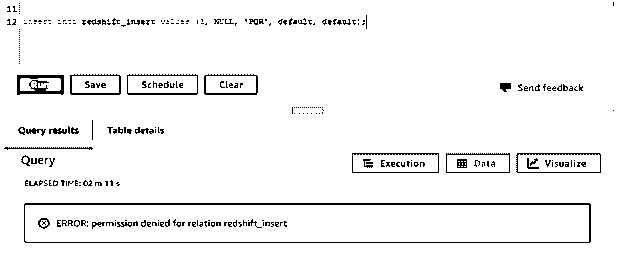 11
12 insert into redshift_insert values (1, NULL, 'PQR', default, default);
Save Schedule Clear
Send feedback
Query results Table details
Query
Execution Data Visualize
ELAPSED TIME: 02 m 11 s
ERROR: permission denied for relation redshift_insert